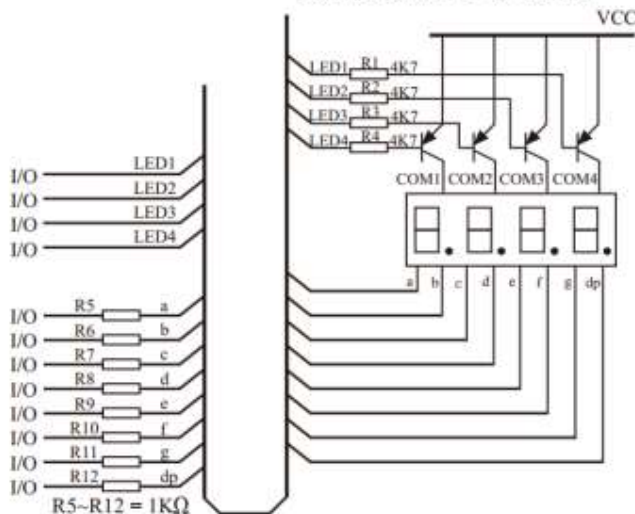 VCC
LED1 R1 4K7
LED2 R2 4K7
LED3 R3 4K7
LED4 R4 4K7
COM1 COM2 COM3 COM4
I/O LED1
I/O LED2
I/O LED3
I/O LED4
a b c d e f g dp
I/O R5 a
I/O R6 b
I/O R7 c
I/O R8 d
I/O R9 e
I/O R10 f
I/O R11 g
I/O R12 dp
R5~R12 = 1KΩ